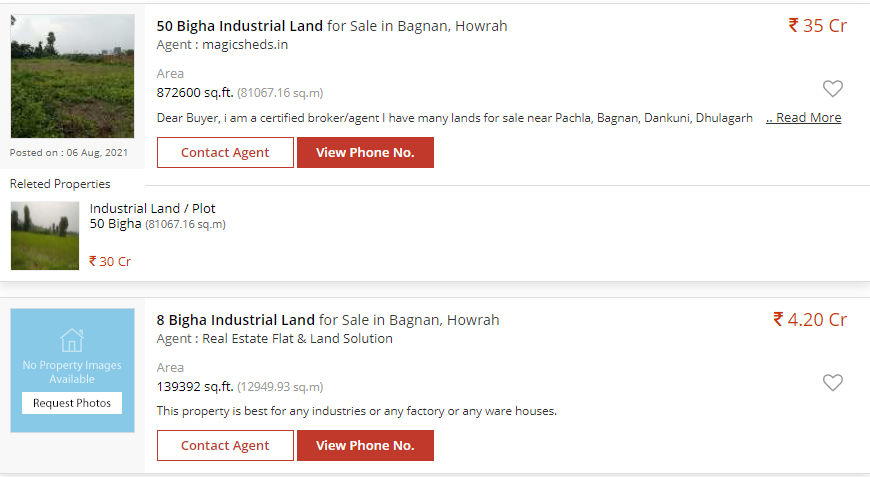 50 Bigha Industrial Land for Sale in Bagnan, Howrah
₹ 35 Cr
Agent : magicsheds.in
Area
872600 sq.ft. (81067.16 sq.m)
Dear Buyer, i am a certified broker/agent I have many lands for sale near Pachla, Bagnan, Dankuni, Dhulagarh .. Read More
Posted on : 06 Aug, 2021
Contact Agent
View Phone No.
Releted Properties
Industrial Land / Plot
50 Bigha (81067.16 sq.m)
₹ 30 Cr
8 Bigha Industrial Land for Sale in Bagnan, Howrah
₹ 4.20 Cr
Agent : Real Estate Flat & Land Solution
No Property Images
Available
Request Photos
Area
139392 sq.ft. (12949.93 sq.m)
This property is best for any industries or any factory or any ware houses.
Contact Agent
View Phone No.